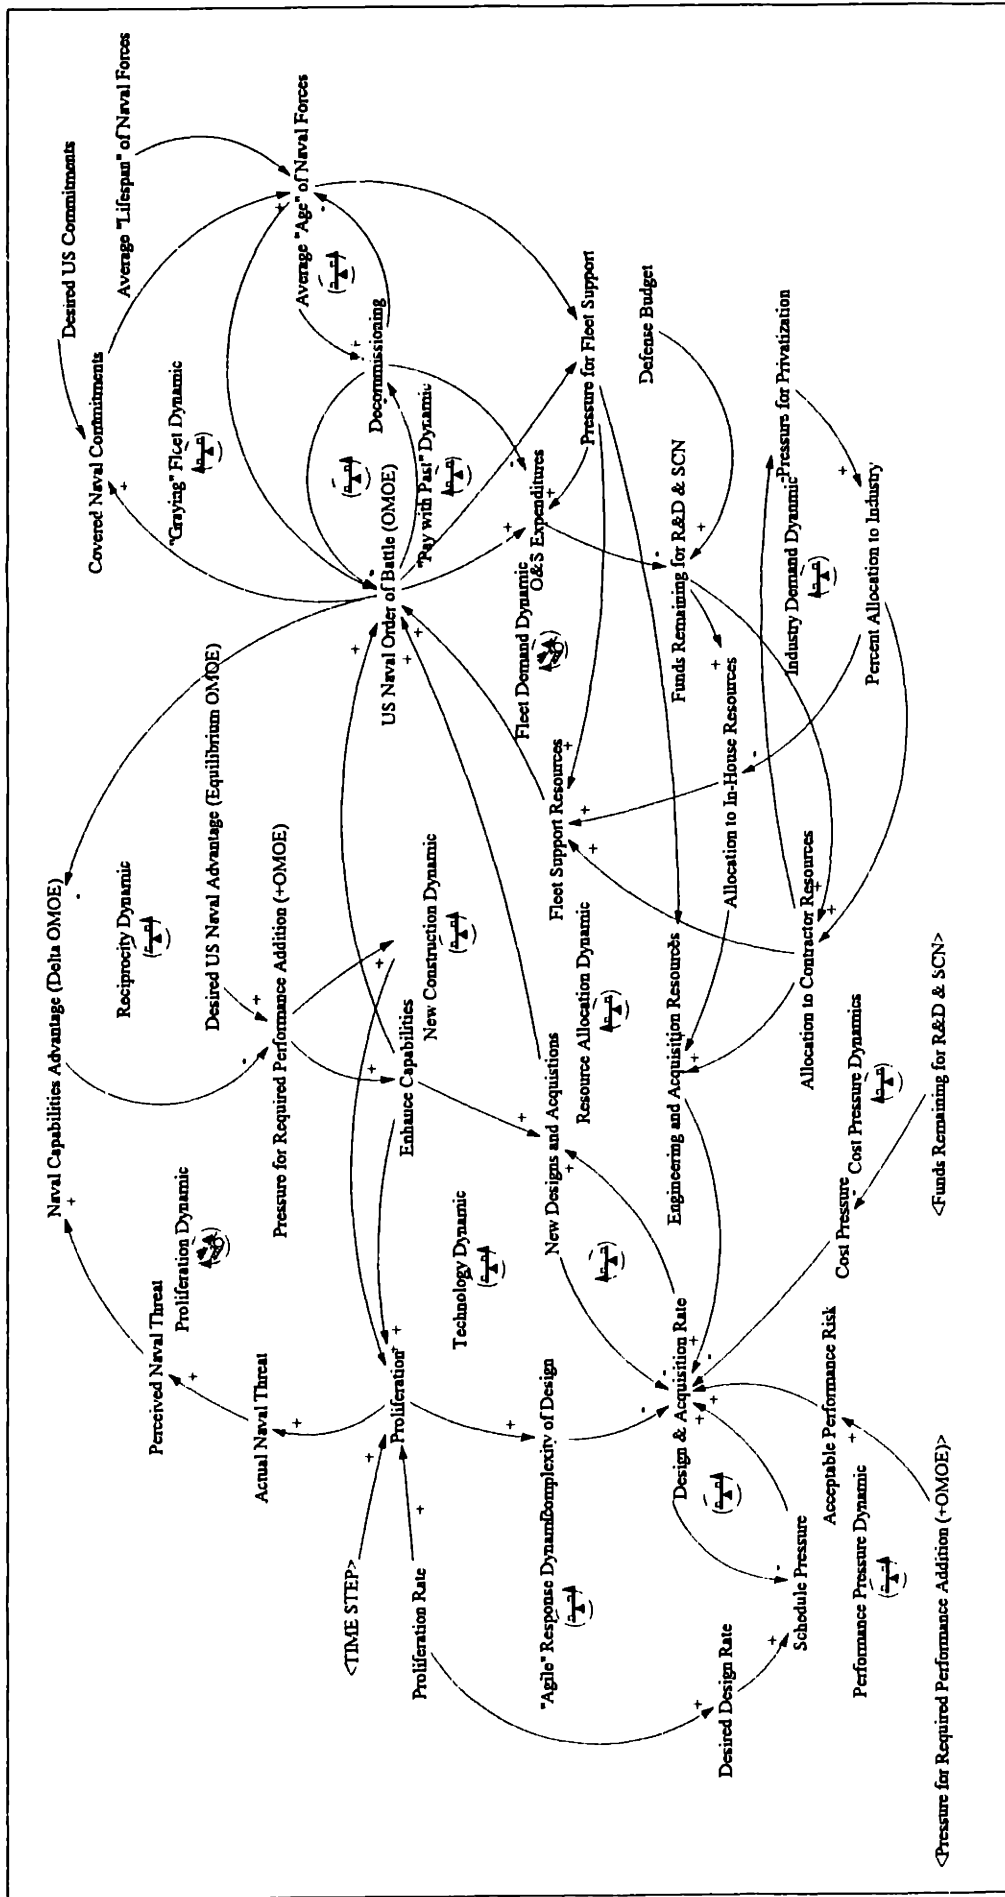 Naval Capabilities Advantage (Delta OMOE)
Desired US Commitments
Covered Naval Commitments
Average "Lifespan" of Naval Forces
Reciprocity Dynamic
"Graying" Fleet Dynamic
Perceived Naval Threat
Proliferation Dynamic
Desired US Naval Advantage (Equilibrium OMOE)
Actual Naval Threat
Pressure for Required Performance Addition (+OMOE)
Average "Age" of Naval Forces
<TIME STEP>
Proliferation
Enhance Capabilities
New Construction Dynamic
US Naval Order of Battle (OMOE)
Decommissioning
Proliferation Rate
"Pay with Past" Dynamic
Technology Dynamic
Fleet Demand Dynamic
O&S Expenditures
"Agile" Response Dynam
Complexity of Design
New Designs and Acquistions
Fleet Support Resources
Pressure for Fleet Support
Resource Allocation Dynamic
Defense Budget
Design & Acquisition Rate
Engineering and Acquisition Resources
Funds Remaining for R&D & SCN
Desired Design Rate
Allocation to In-House Resources
Schedule Pressure
Industry Demand Dyanmic
Pressure for Privatization
Acceptable Performance Risk
Cost Pressure
Cost Pressure Dynamics
Allocation to Contractor Resources
Performance Pressure Dynamic
Percent Allocation to Industry
<Pressure for Required Performance Addition (+OMOE)>
<Funds Remaining for R&D & SCN>